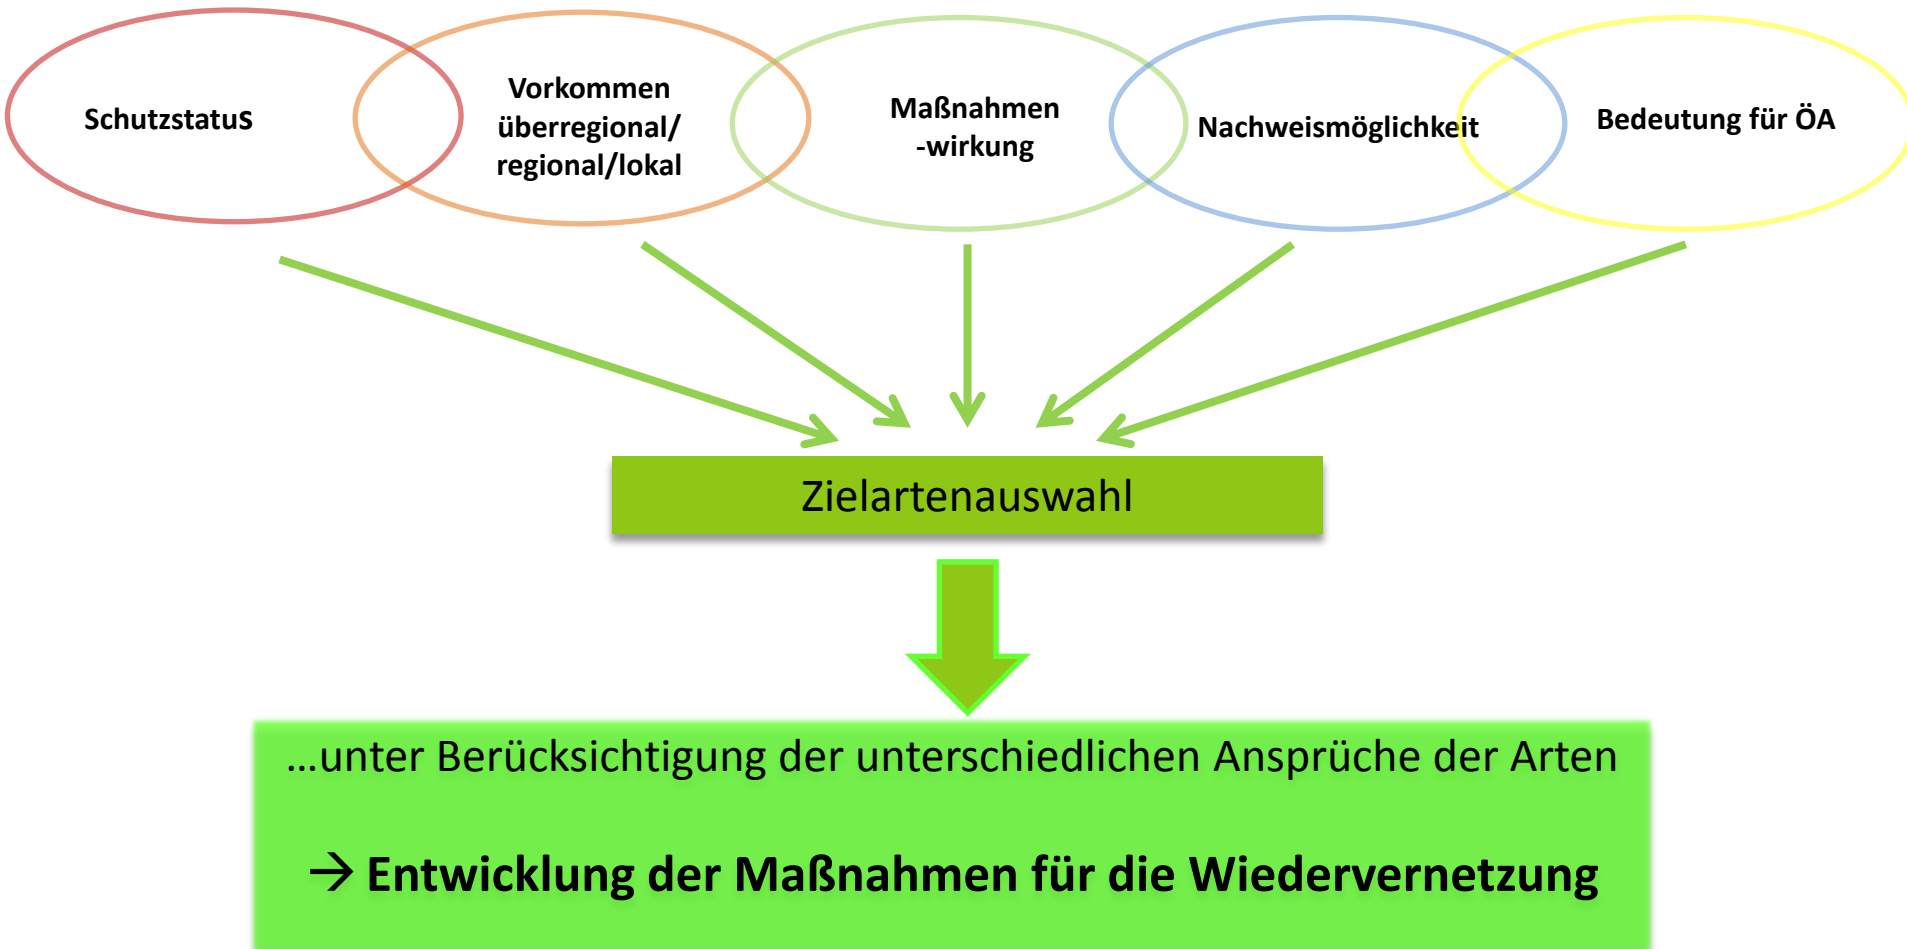 Schutzstatus
Vorkommen
überregional/
regional/lokal
Maßnahmen
-wirkung
Nachweismöglichkeit
Bedeutung für ÖA
Zielartenauswahl
...unter Berücksichtigung der unterschiedlichen Ansprüche der Arten
→ Entwicklung der Maßnahmen für die Wiedervernetzung